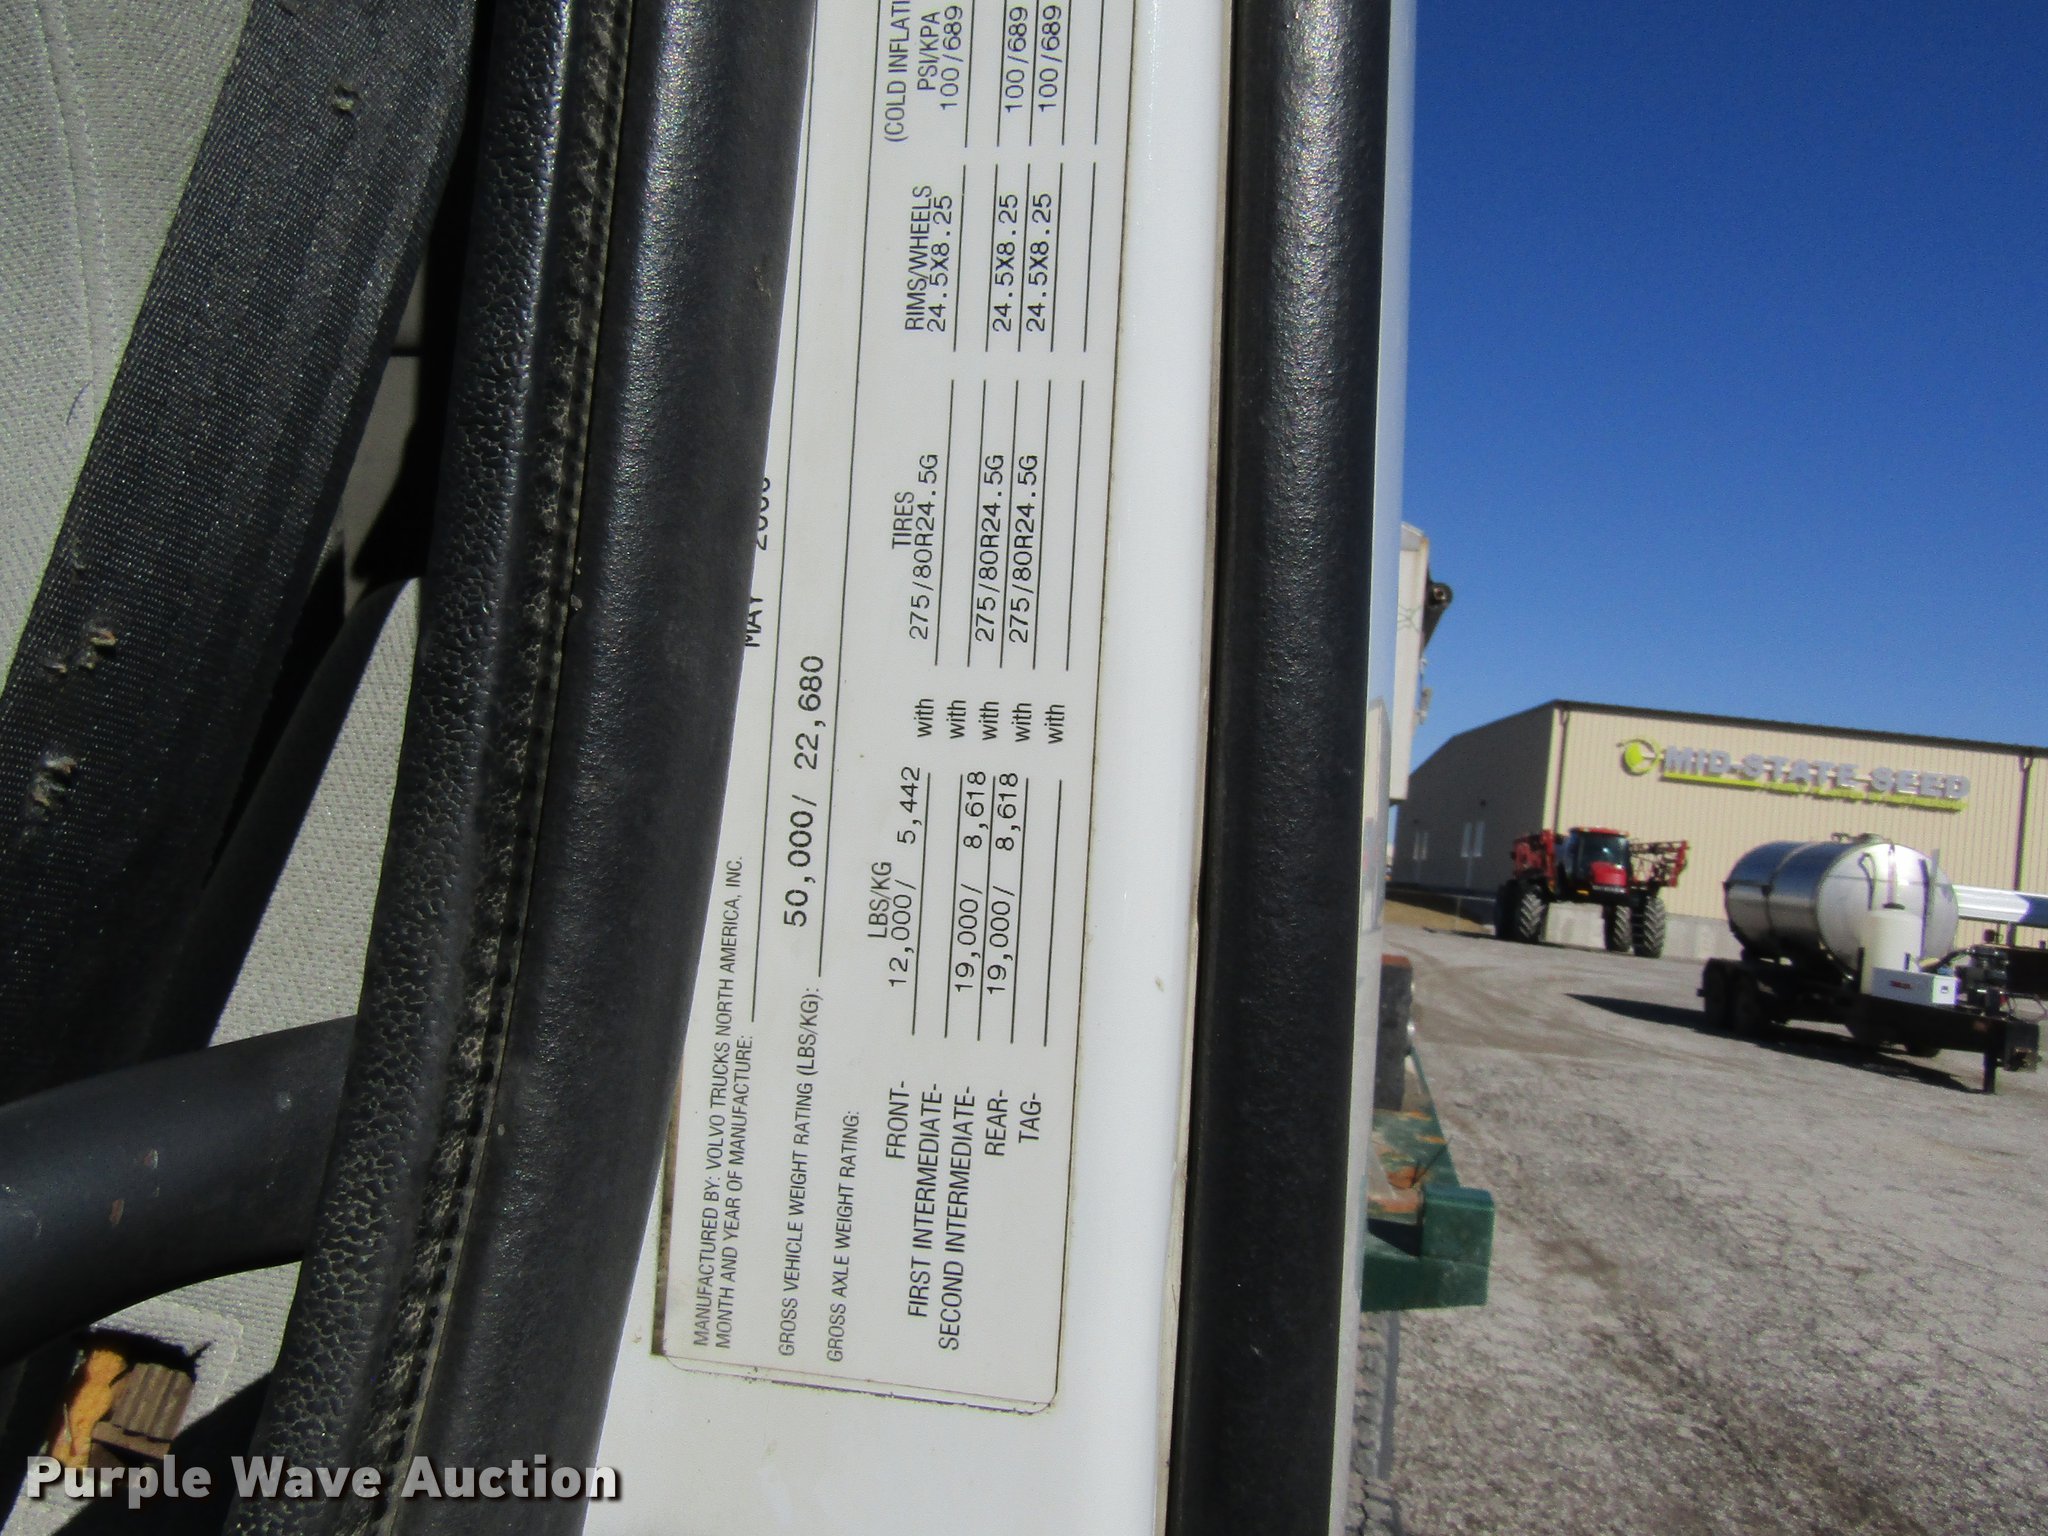 MANUFACTURED BY: VOLVO TRUCKS NORTH AMERICA, INC.
MONTH AND YEAR OF MANUFACTURE: MAY
GROSS VEHICLE WEIGHT RATING (LBS/KG): 50,000/ 22,680
GROSS AXLE WEIGHT RATING:
(COLD
LBS/KG TIRES RIMS/WHEELS PSI/KPA
FRONT- 12,000/ 5,442 with 275/80R24.5G 24.5X8.25 100/689
FIRST INTERMEDIATE- with
SECOND INTERMEDIATE- 19,000/ 8,618 with 275/80R24.5G 24.5X8.25 100/689
REAR- 19,000/ 8,618 with 275/80R24.5G 24.5X8.25 100/689
TAG- with
MID-STATE SEED
Purple Wave Auction